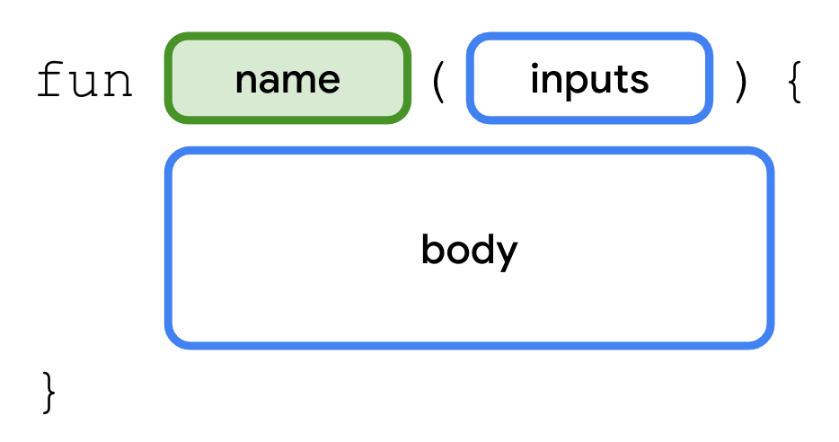 fun name ( inputs ) {
body
}